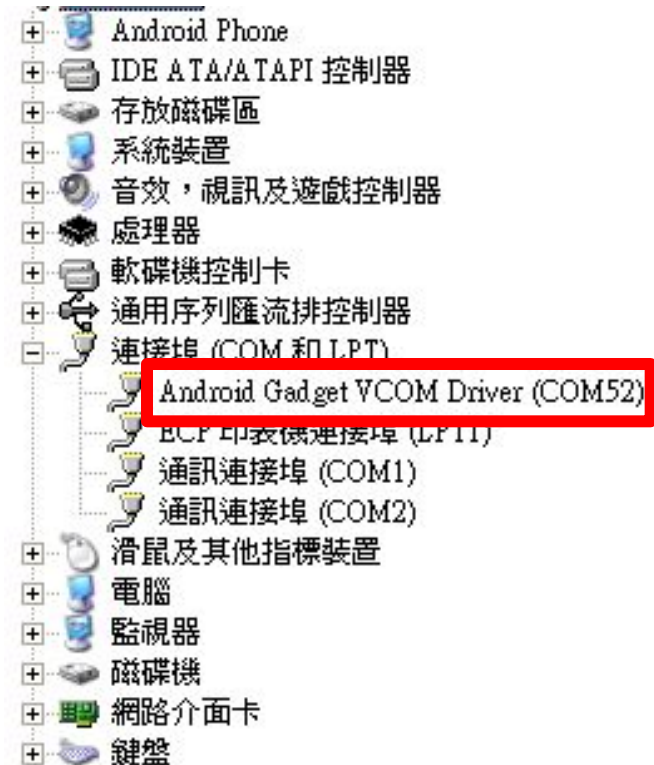 Android Phone
IDE ATA/ATAPI 控制器
存放磁碟區
系統裝置
音效，視訊及遊戲控制器
處理器
軟碟機控制卡
通用序列匯流排控制器
連接埠 (COM 和 LPT)
Android Gadget VCOM Driver (COM52)
ECP 印表機連接埠 (LPT1)
通訊連接埠 (COM1)
通訊連接埠 (COM2)
滑鼠及其他指標裝置
電腦
監視器
磁碟機
網路介面卡
鍵盤